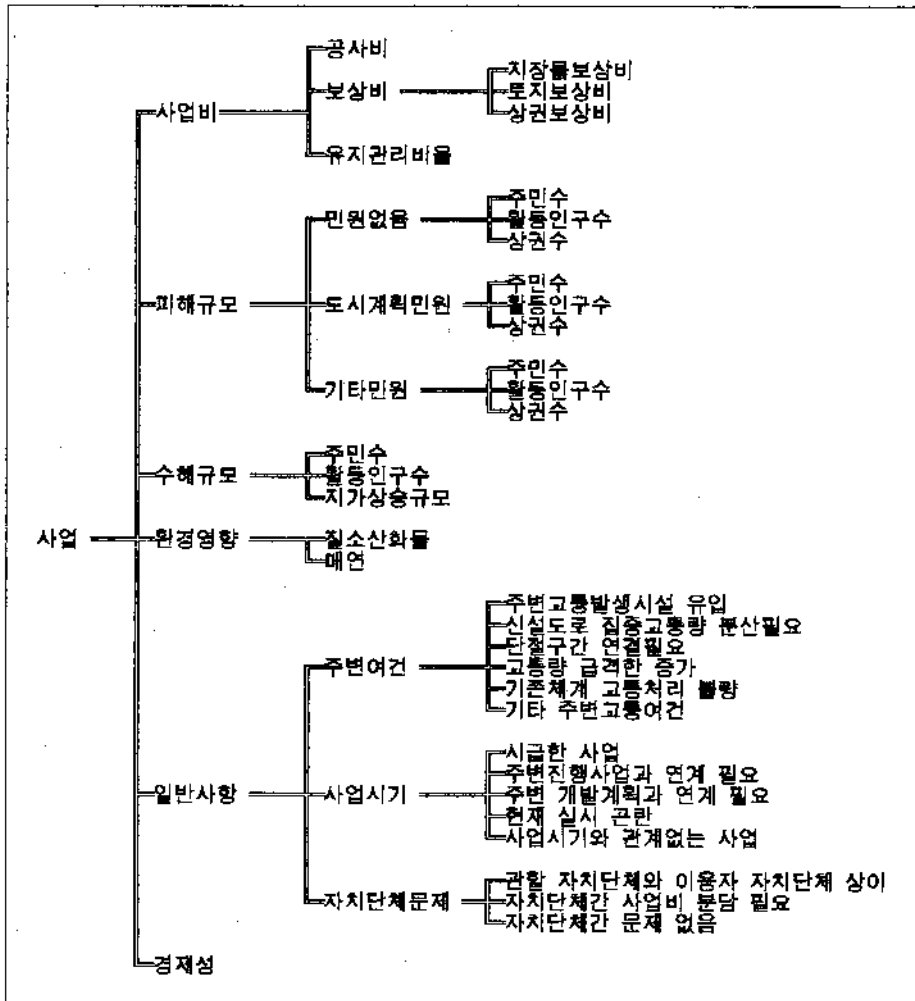 공사비
지장물보상비
보상비
토지보상비
사업비
상권보상비
유지관리비율
주민수
민원없음
활동인구수
상권수
주민수
피해규모
도시계획민원
활동인구수
상권수
주민수
기타민원
활동인구수
상권수
주민수
수혜규모
활동인구수
지가상승규모
사업
환경영향
질소산화물
매연
주변교통발생시설 유입
신설도로 집중교통량 분산필요
단절구간 연결필요
주변여건
교통량 급격한 증가
기존체계 교통처리 불량
기타 주변교통여건
시급한 사업
주변진행사업과 연계 필요
일반사항
사업시기
주변 개발계획과 연계 필요
현재 실시 곤란
사업시기와 관계없는 사업
관할 자치단체와 이용자 자치단체 상이
자치단체문제
자치단체간 사업비 분담 필요
자치단체간 문제 없음
경제성